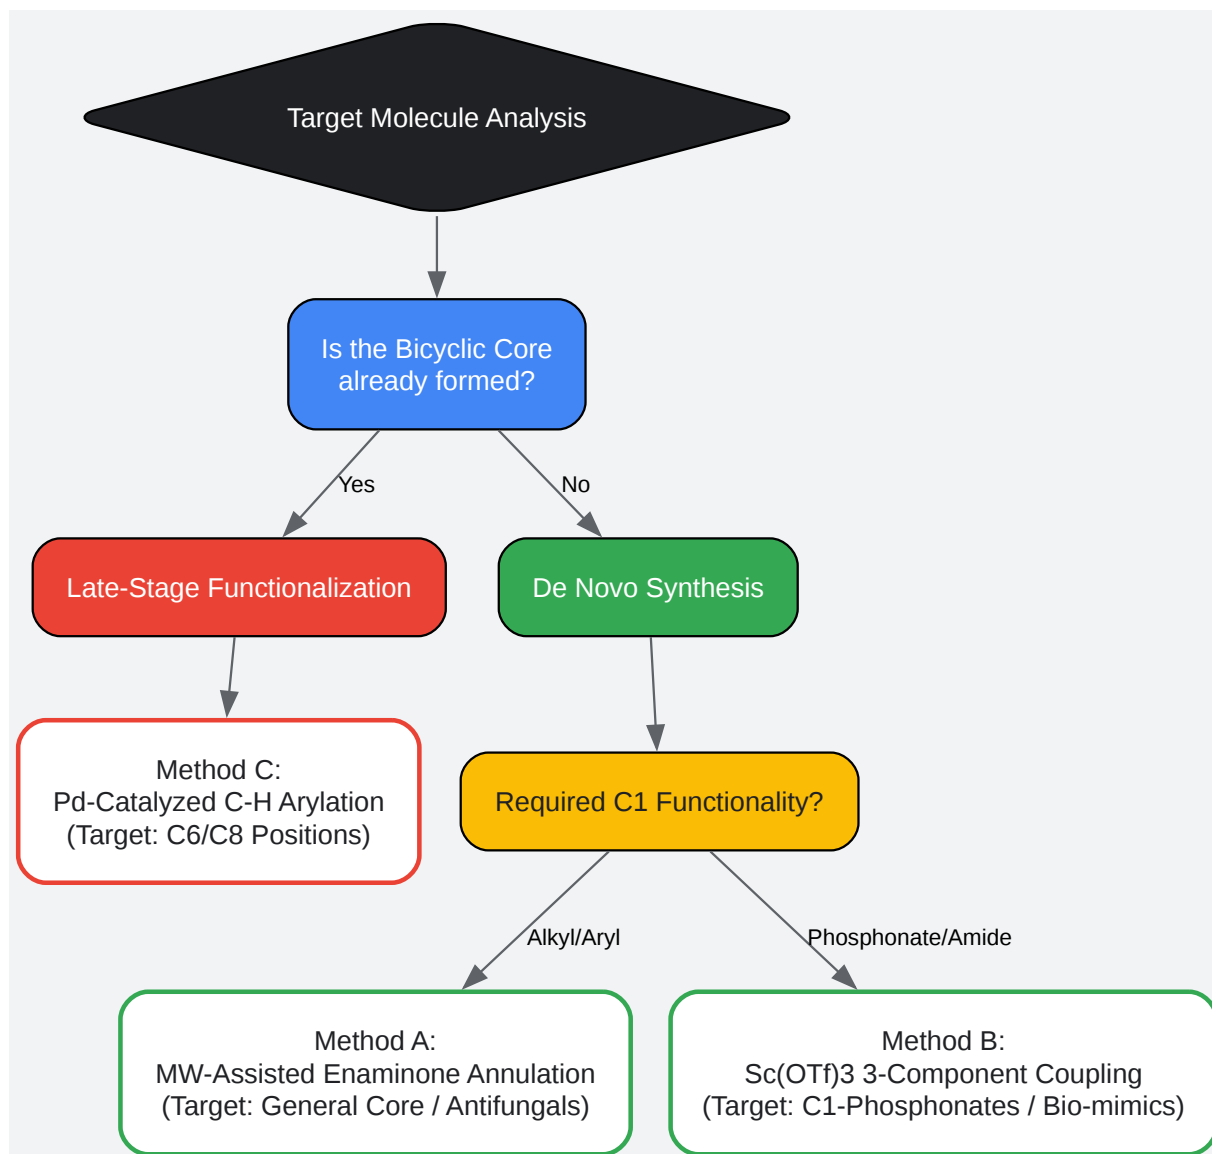 Target Molecule Analysis
Is the Bicyclic Core
already formed?
Yes
No
Late-Stage Functionalization
De Novo Synthesis
Method C:
Pd-Catalyzed C-H Arylation
(Target: C6/C8 Positions)
Required C1 Functionality?
Alkyl/Aryl
Phosphonate/Amide
Method A:
MW-Assisted Enaminone Annulation
(Target: General Core / Antifungals)
Method B:
Sc(OTf)3 3-Component Coupling
(Target: C1-Phosphonates / Bio-mimics)